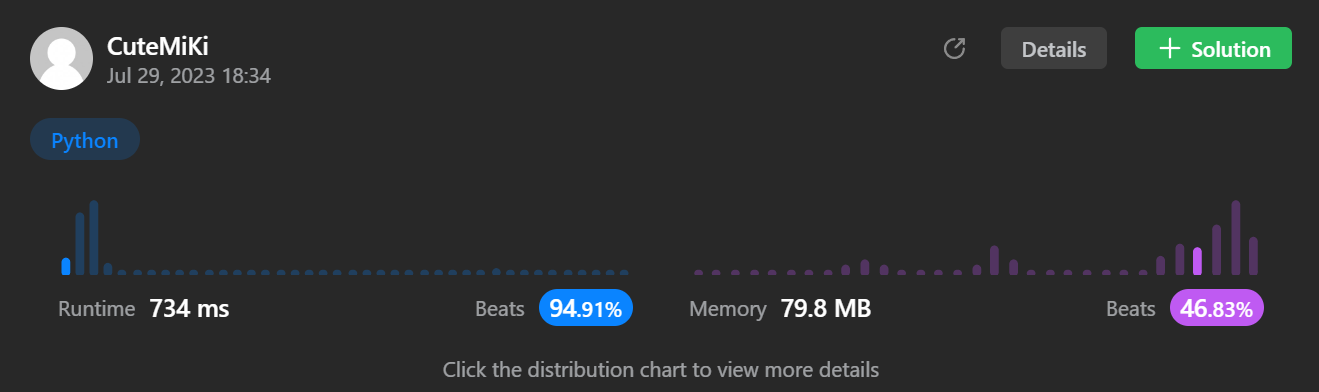 CuteMiKi
Jul 29, 2023 18:34
Details
Solution
Python
Runtime 734 ms
Beats 94.91%
Memory 79.8 MB
Beats 46.83%
Click the distribution chart to view more details